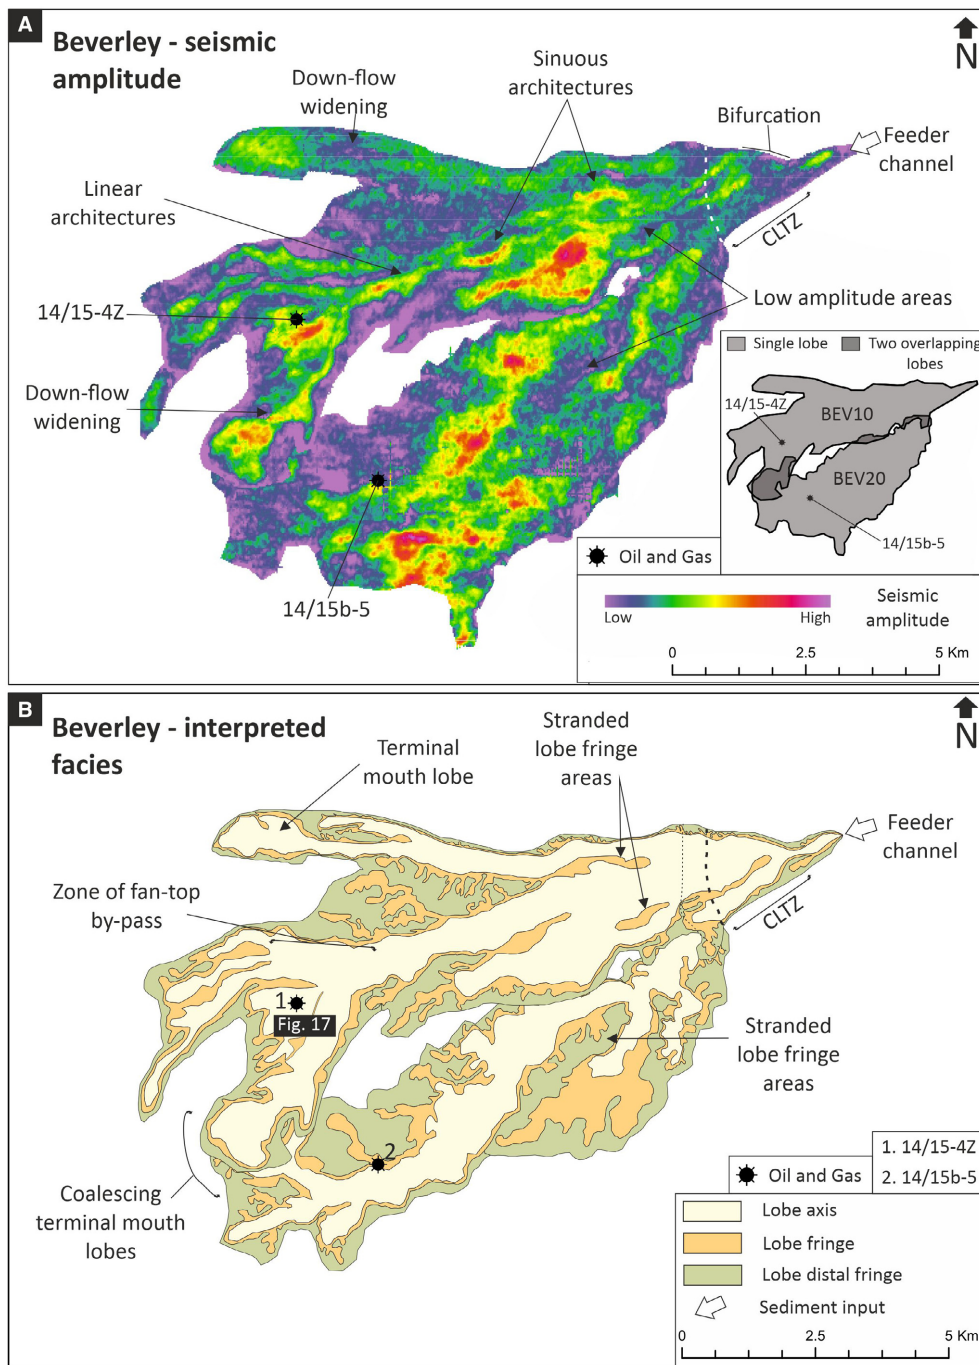 A
Beverley - seismic
amplitude
N
Down-flow
widening
Sinuous
architectures
Bifurcation
Feeder
channel
Linear
architectures
CLTZ
14/15-4Z
Low amplitude areas
Down-flow
widening
Single lobe
Two overlapping
lobes
14/15-4Z
BEV10
BEV20
14/15b-5
Oil and Gas
14/15b-5
Low
High
Seismic
amplitude
0
2.5
5 Km
B
Beverley - interpreted
facies
N
Terminal
mouth lobe
Stranded
lobe fringe
areas
Feeder
channel
Zone of fan-top
by-pass
CLTZ
1
Fig. 17
Stranded
lobe fringe
areas
2
Coalescing
terminal mouth
lobes
1. 14/15-4Z
2. 14/15b-5
Oil and Gas
Lobe axis
Lobe fringe
Lobe distal fringe
Sediment input
0
2.5
5 Km